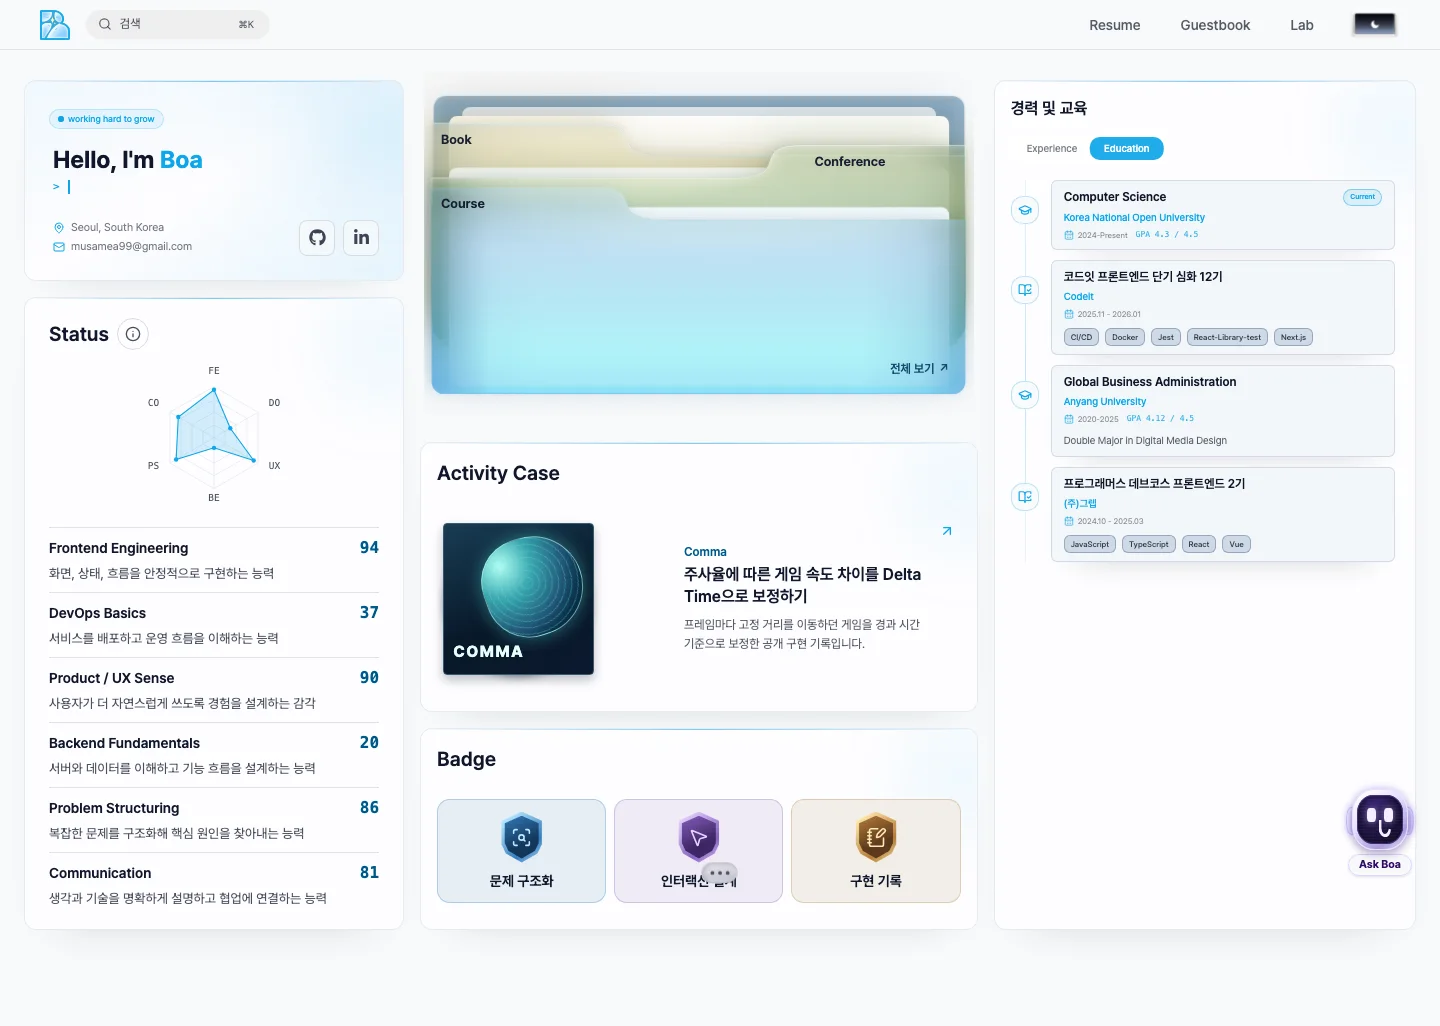 검색
⌘K
Resume
Guestbook
Lab
working hard to grow
Hello, I'm Boa
>
Seoul, South Korea
musamea99@gmail.com
Status
FE
DO
UX
BE
PS
CO
Frontend Engineering
94
화면, 상태, 흐름을 안정적으로 구현하는 능력
DevOps Basics
37
서비스를 배포하고 운영 흐름을 이해하는 능력
Product / UX Sense
90
사용자가 더 자연스럽게 쓰도록 경험을 설계하는 감각
Backend Fundamentals
20
서버와 데이터를 이해하고 기능 흐름을 설계하는 능력
Problem Structuring
86
복잡한 문제를 구조화해 핵심 원인을 찾아내는 능력
Communication
81
생각과 기술을 명확하게 설명하고 협업에 연결하는 능력
Book
Conference
Course
전체 보기
Activity Case
COMMA
Comma
주사율에 따른 게임 속도 차이를 Delta
Time으로 보정하기
프레임마다 고정 거리를 이동하던 게임을 경과 시간
기준으로 보정한 공개 구현 기록입니다.
Badge
문제 구조화
인터랙션
구현 기록
경력 및 교육
Experience
Education
Computer Science
Current
Korea National Open University
2024-Present GPA 4.3 / 4.5
코드잇 프론트엔드 단기 심화 12기
CodeIt
2025.11 - 2026.01
CI/CD
Docker
Jest
React-Library-test
Next.js
Global Business Administration
Anyang University
2020-2025 GPA 4.12 / 4.5
Double Major in Digital Media Design
프로그래머스 데브코스 프론트엔드 2기
(주)그렙
2024.10 - 2025.03
JavaScript
TypeScript
React
Vue
Ask Boa